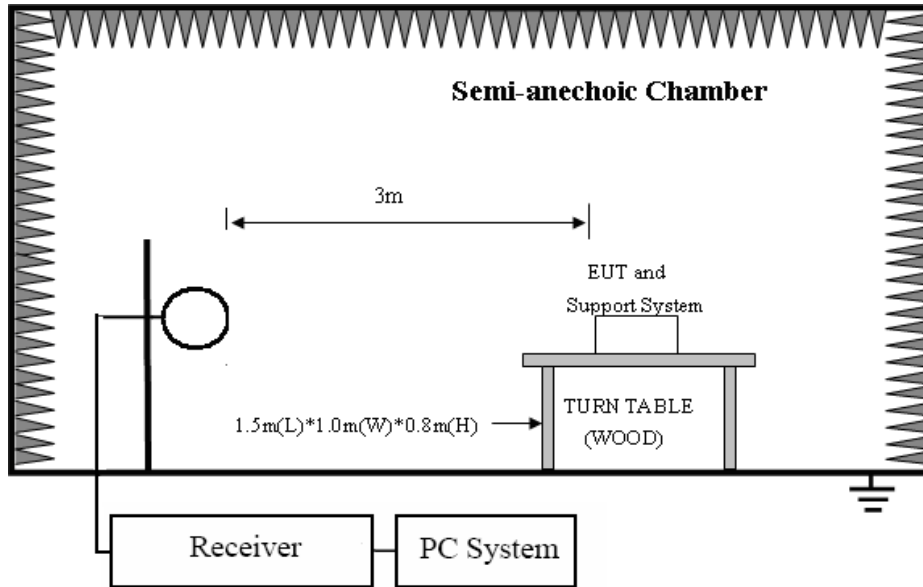 Semi-anechoic Chamber
3m
EUT and
Support System
1.5m(L)*1.0m(W)*0.8m(H)
TURN TABLE
(WOOD)
Receiver
PC System